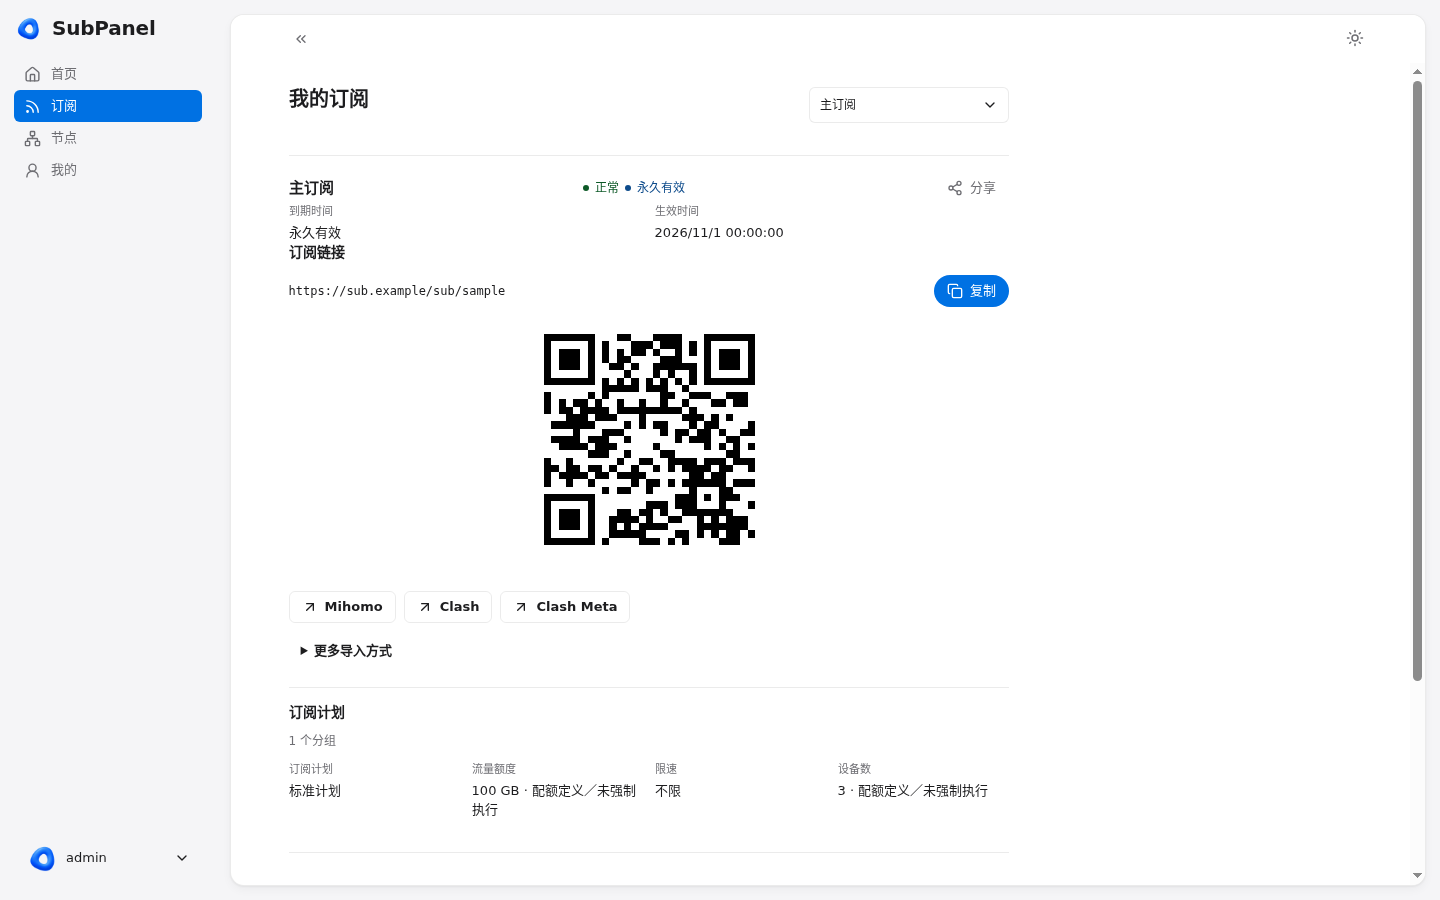 SubPanel
首页
订阅
节点
我的
admin
我的订阅
主订阅
主订阅
正常 永久有效
分享
到期时间
永久有效
生效时间
2026/11/1 00:00:00
订阅链接
https://sub.example/sub/sample
复制
Mihomo
Clash
Clash Meta
更多导入方式
订阅计划
1 个分组
订阅计划
标准计划
流量额度
100 GB · 配额定义／未强制
执行
限速
不限
设备数
3 · 配额定义／未强制执行